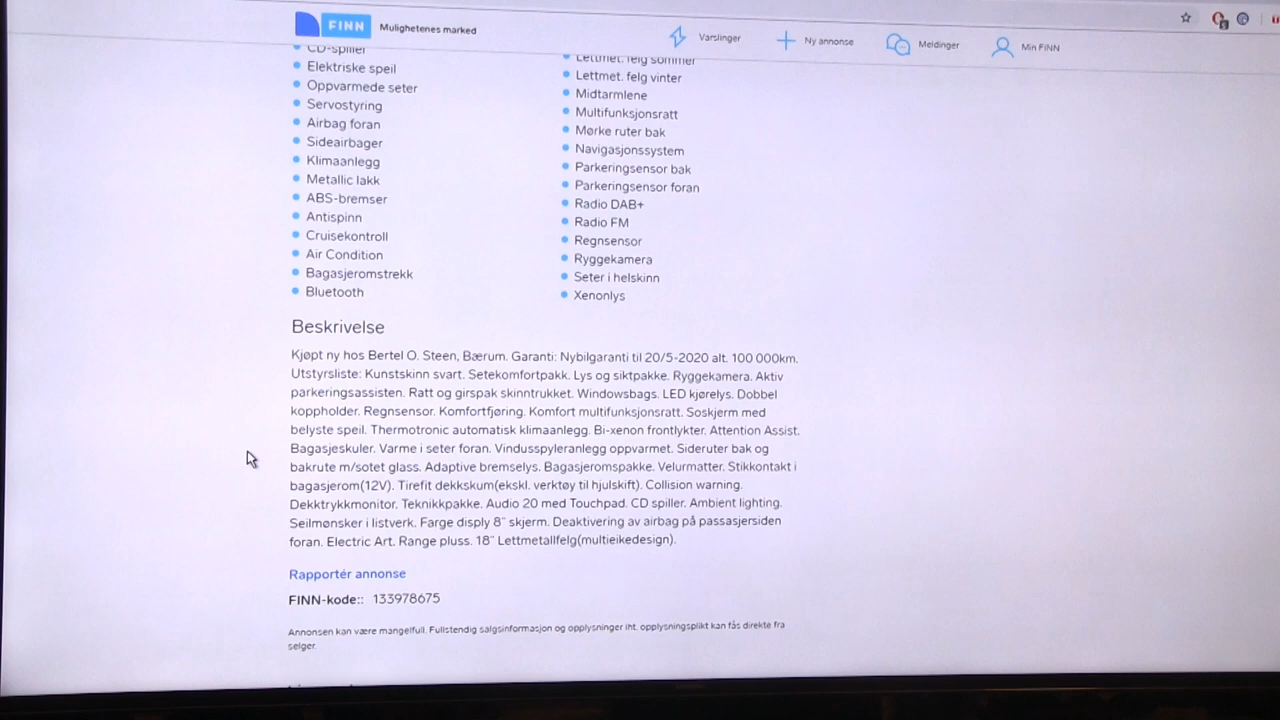 FINN Mulighetenes marked
Varslinger
Ny annonse
Meldinger
Min FINN
CD-spiller
Elektriske speil
Oppvarmede seter
Servostyring
Airbag foran
Sideairbager
Klimaanlegg
Metallic lakk
ABS-bremser
Antispinn
Cruisekontroll
Air Condition
Bagasjeromstrekk
Bluetooth
Lettmet. felg sommer
Lettmet. felg vinter
Midtarmlene
Multifunksjonsratt
Mørke ruter bak
Navigasjonssystem
Parkeringsensor bak
Parkeringsensor foran
Radio DAB+
Radio FM
Regnsensor
Ryggekamera
Seter i helskinn
Xenonlys
Beskrivelse
Kjøpt ny hos Bertel O. Steen, Bærum. Garanti: Nybilgaranti til 20/5-2020 alt. 100 000km.
Utstyrsliste: Kunstskinn svart. Setekomfortpakk. Lys og siktpakke. Ryggekamera. Aktiv
parkeringsassisten. Ratt og girspak skinntrukket. Windowsbags. LED kjørelys. Dobbel
koppholder. Regnsensor. Komfortfjøring. Komfort multifunksjonsratt. Soskjerm med
belyste speil. Thermotronic automatisk klimaanlegg. Bi-xenon frontlykter. Attention Assist.
Bagasjeskuler. Varme i seter foran. Vindusspyleranlegg oppvarmet. Sideruter bak og
bakrute m/sotet glass. Adaptive bremselys. Bagasjeromspakke. Velurmatter. Stikkontakt i
bagasjerom(12V). Tirefit dekkskum(ekskl. verktøy til hjulskift). Collision warning.
Dekktrykkmonitor. Teknikkpakke. Audio 20 med Touchpad. CD spiller. Ambient lighting.
Seilmønsker i listverk. Farge disply 8" skjerm. Deaktivering av airbag på passasjersiden
foran. Electric Art. Range pluss. 18" Lettmetallfelg(multieikedesign).
Rapportér annonse
FINN-kode:: 133978675
Annonsen kan være mangelfull. Fullstendig salgsinformasjon og opplysninger iht. opplysningsplikt kan fås direkte fra
selger.